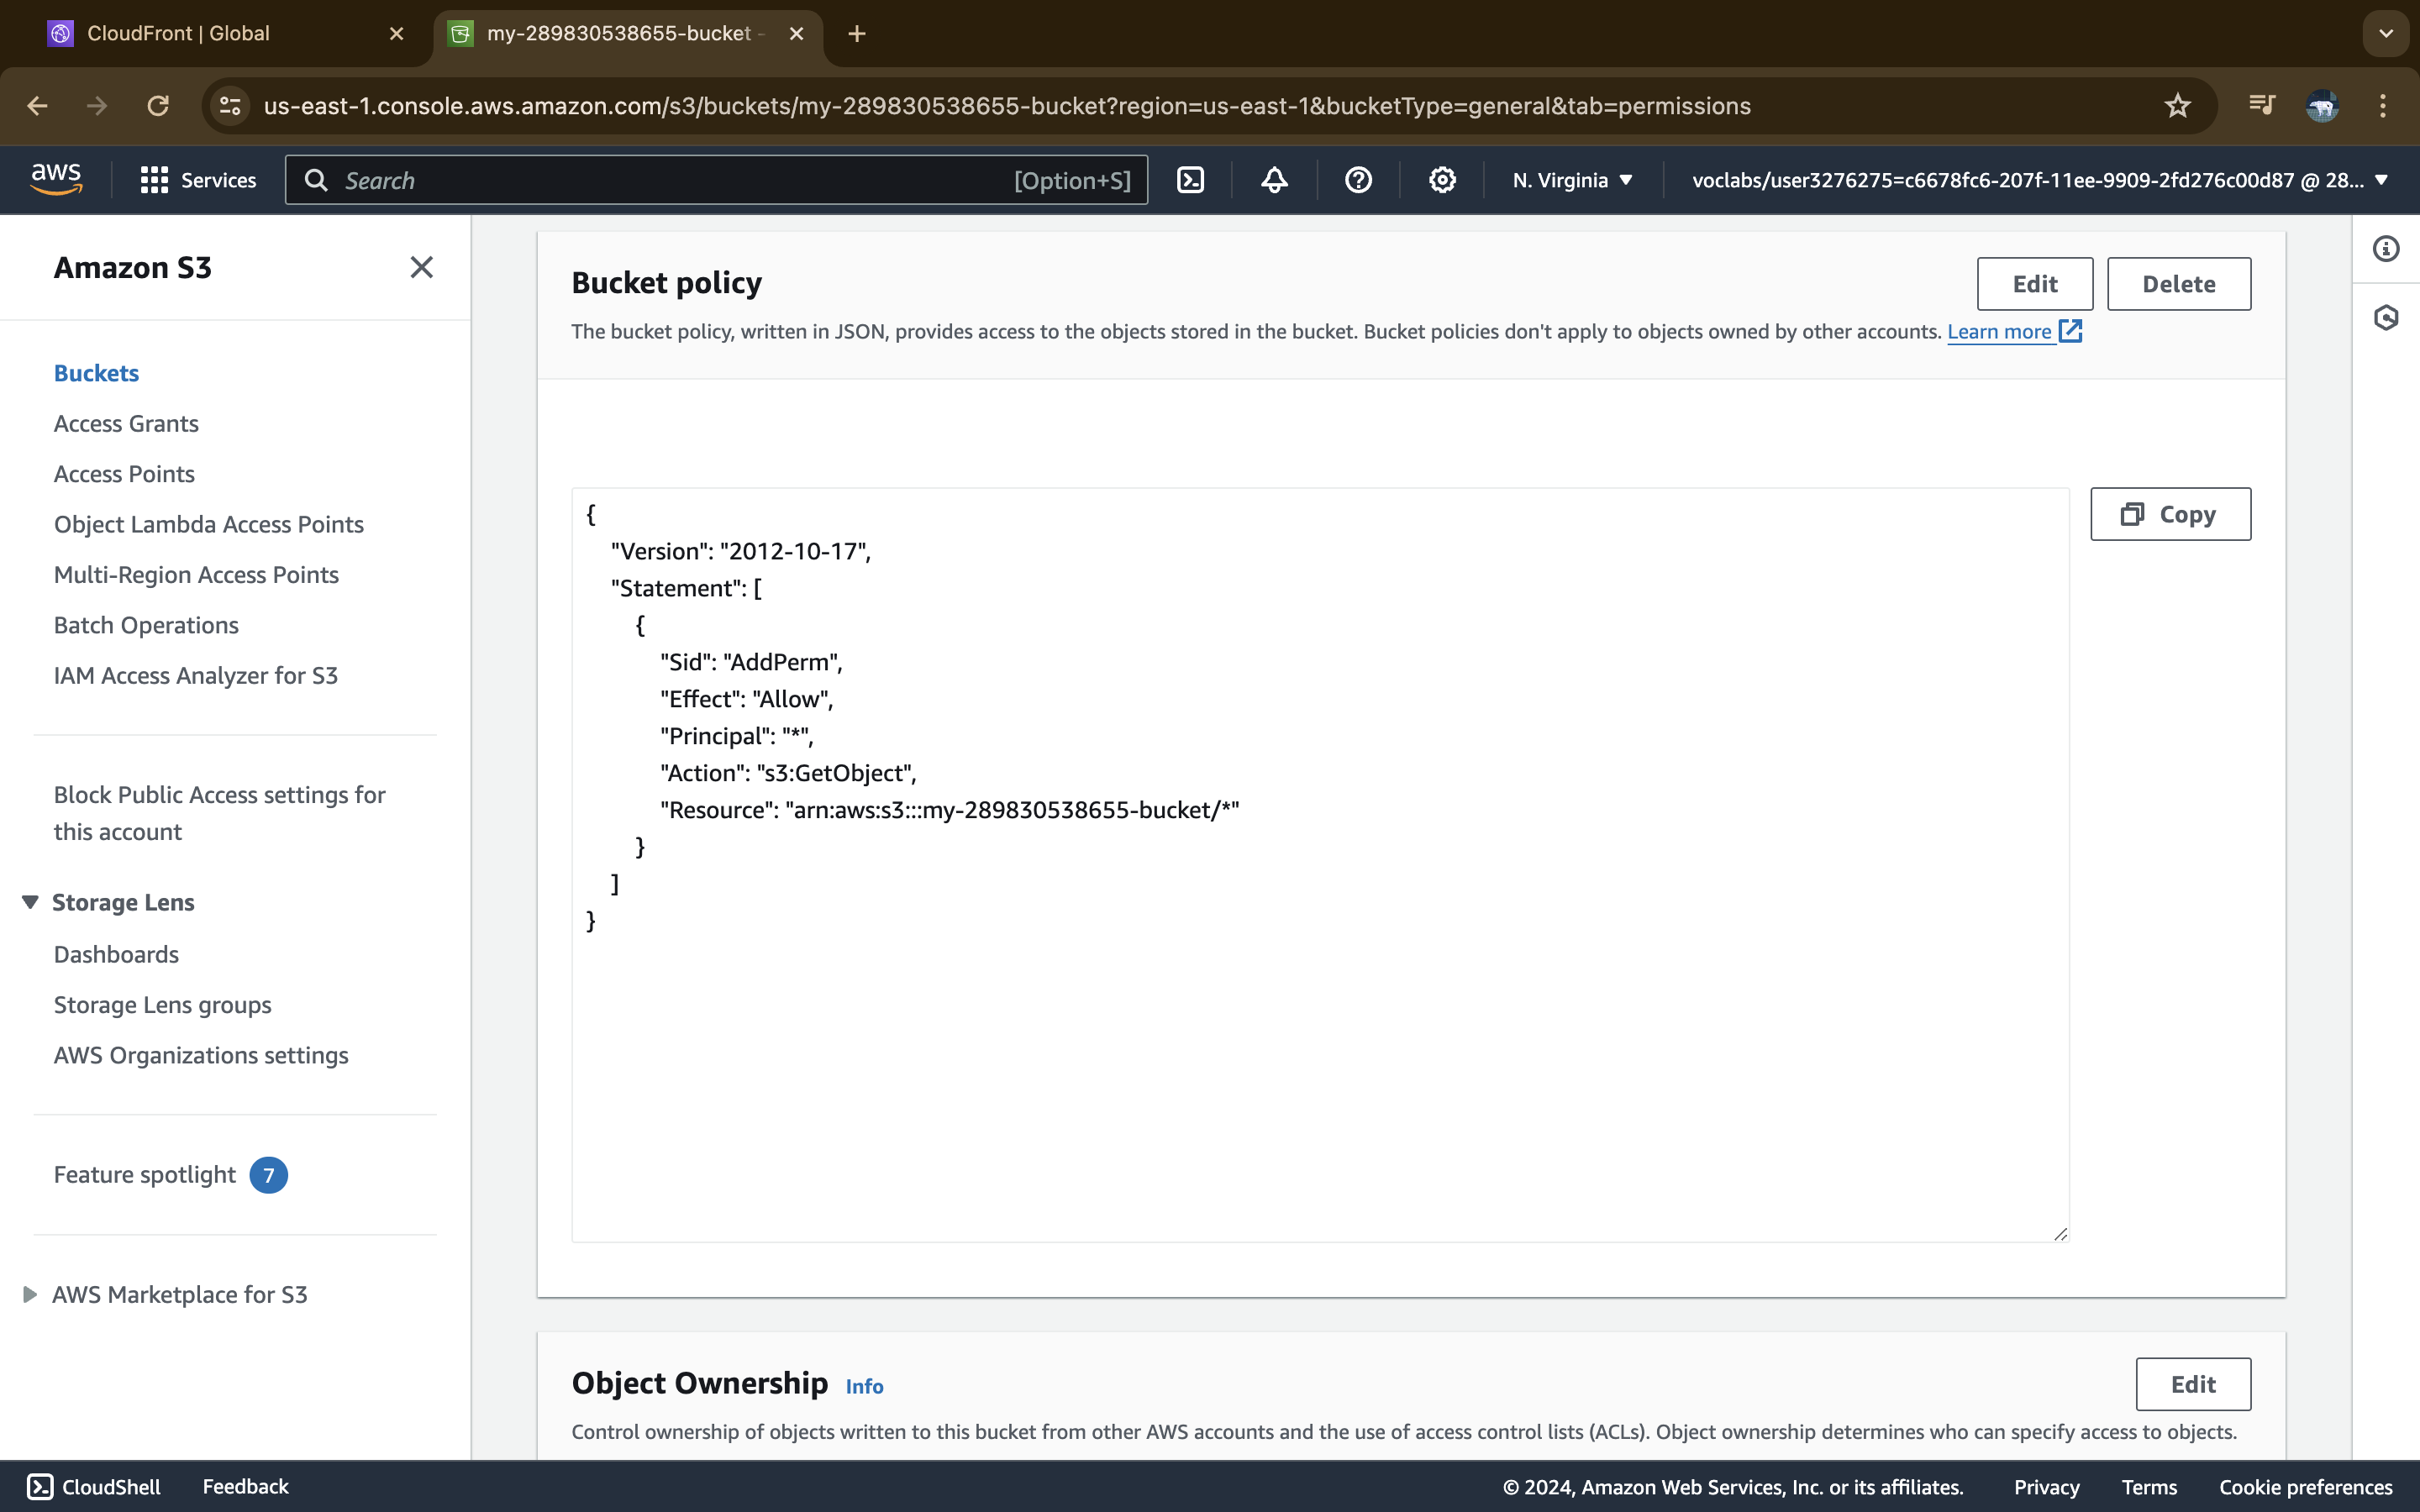 CloudFront | Global
my-289830538655-bucket -
us-east-1.console.aws.amazon.com/s3/buckets/my-289830538655-bucket?region=us-east-1&bucketType=general&tab=permissions
aws
Services
Search
[Option+S]
N. Virginia
voclabs/user3276275=c6678fc6-207f-11ee-9909-2fd276c00d87 @ 28...
Amazon S3
Buckets
Access Grants
Access Points
Object Lambda Access Points
Multi-Region Access Points
Batch Operations
IAM Access Analyzer for S3
Block Public Access settings for
this account
Storage Lens
Dashboards
Storage Lens groups
AWS Organizations settings
Feature spotlight 7
AWS Marketplace for S3
Bucket policy
Edit
Delete
The bucket policy, written in JSON, provides access to the objects stored in the bucket. Bucket policies don't apply to objects owned by other accounts. Learn more
Copy
{
"Version": "2012-10-17",
"Statement": [
{
"Sid": "AddPerm",
"Effect": "Allow",
"Principal": "*",
"Action": "s3:GetObject",
"Resource": "arn:aws:s3:::my-289830538655-bucket/*"
}
]
}
Object Ownership Info
Edit
Control ownership of objects written to this bucket from other AWS accounts and the use of access control lists (ACLs). Object ownership determines who can specify access to objects.
CloudShell
Feedback
© 2024, Amazon Web Services, Inc. or its affiliates.
Privacy
Terms
Cookie preferences